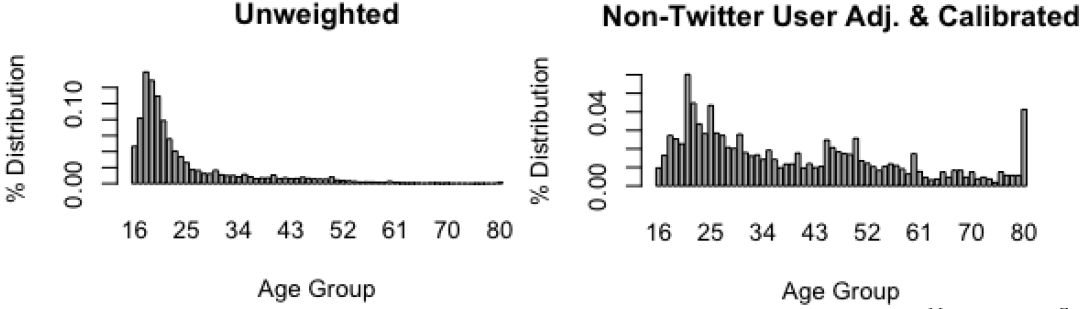 Unweighted
% Distribution
0.10
0.00
16 25 34 43 52 61 70 80
Age Group
Non-Twitter User Adj. & Calibrated
% Distribution
0.04
0.00
16 25 34 43 52 61 70 80
Age Group